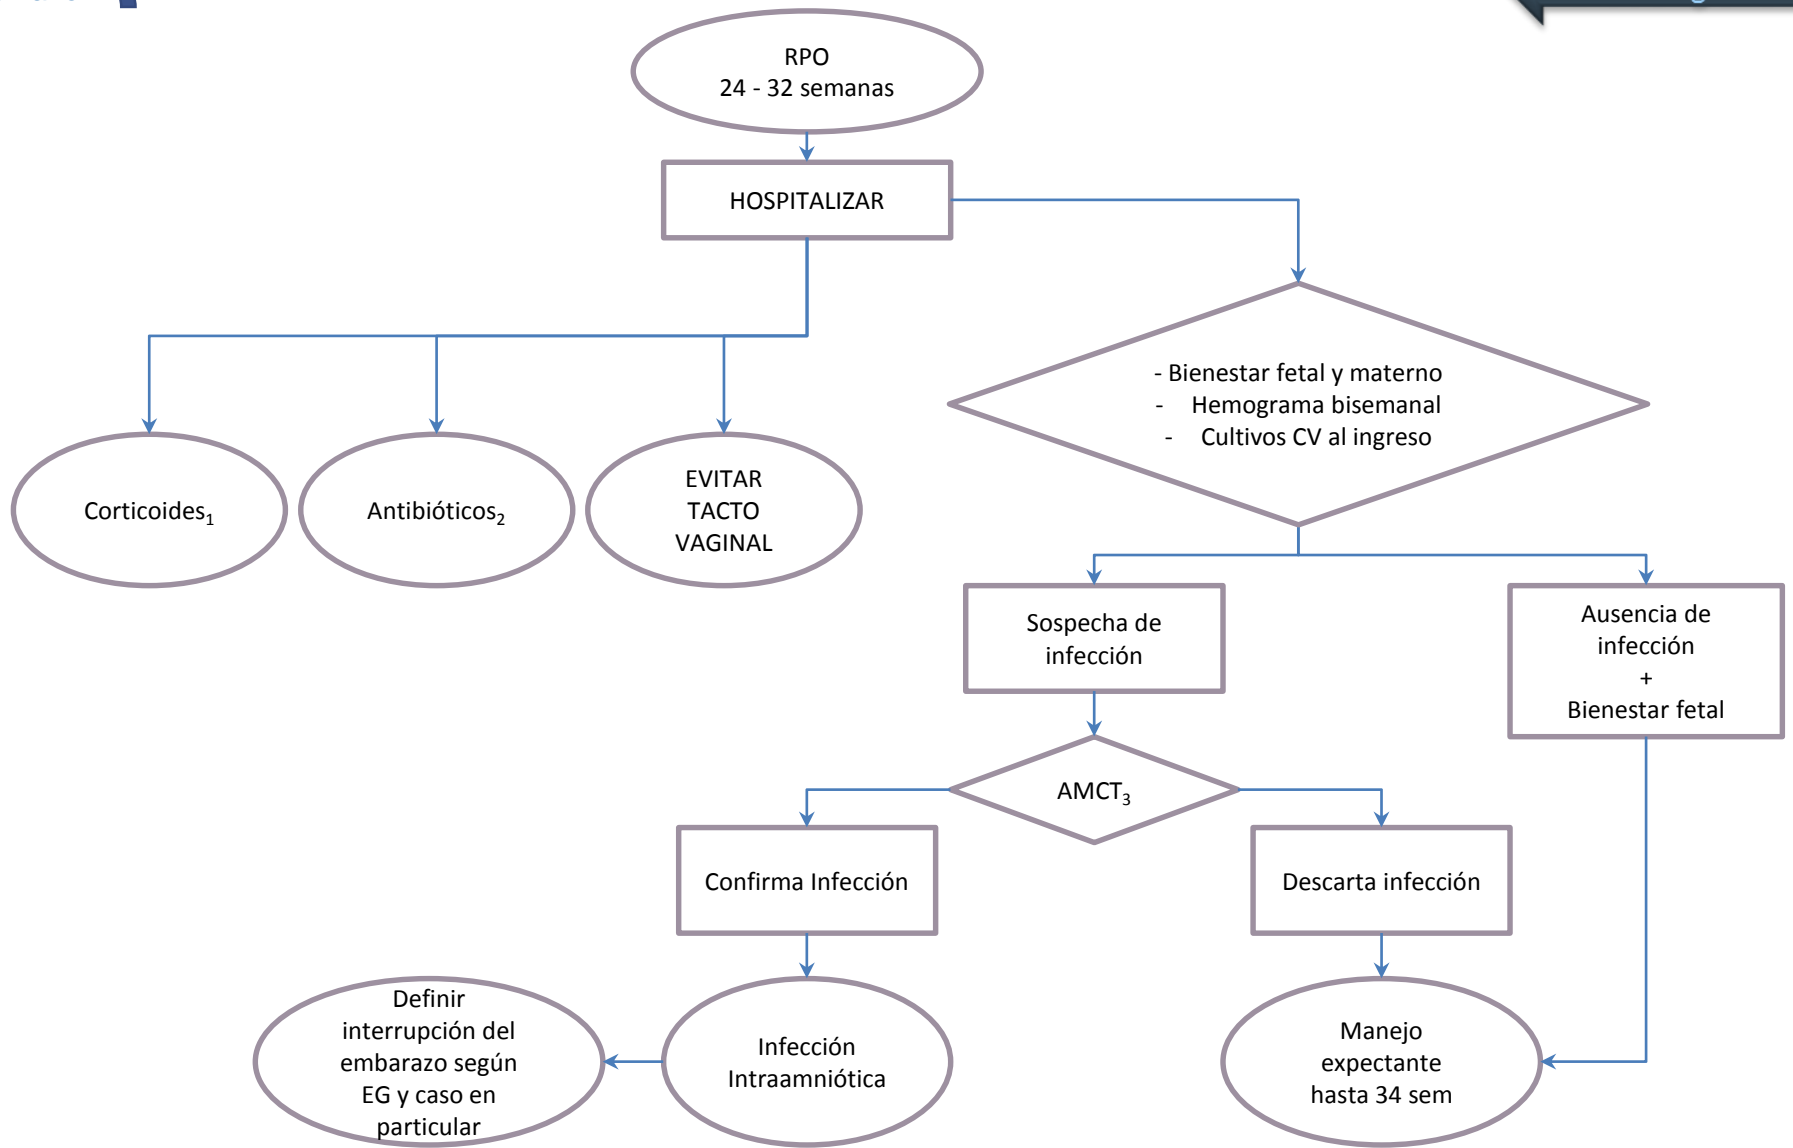 RPO
24 - 32 semanas
HOSPITALIZAR
- Bienestar fetal y materno
- Hemograma bisemanal
- Cultivos CV al ingreso
Corticoides1
Antibióticos2
EVITAR
TACTO
VAGINAL
Sospecha de
infección
Ausencia de
infección
+
Bienestar fetal
AMCT3
Confirma Infección
Descarta infección
Definir
interrupción del
embarazo según
EG y caso en
particular
Infección
Intraamniótica
Manejo
expectante
hasta 34 sem